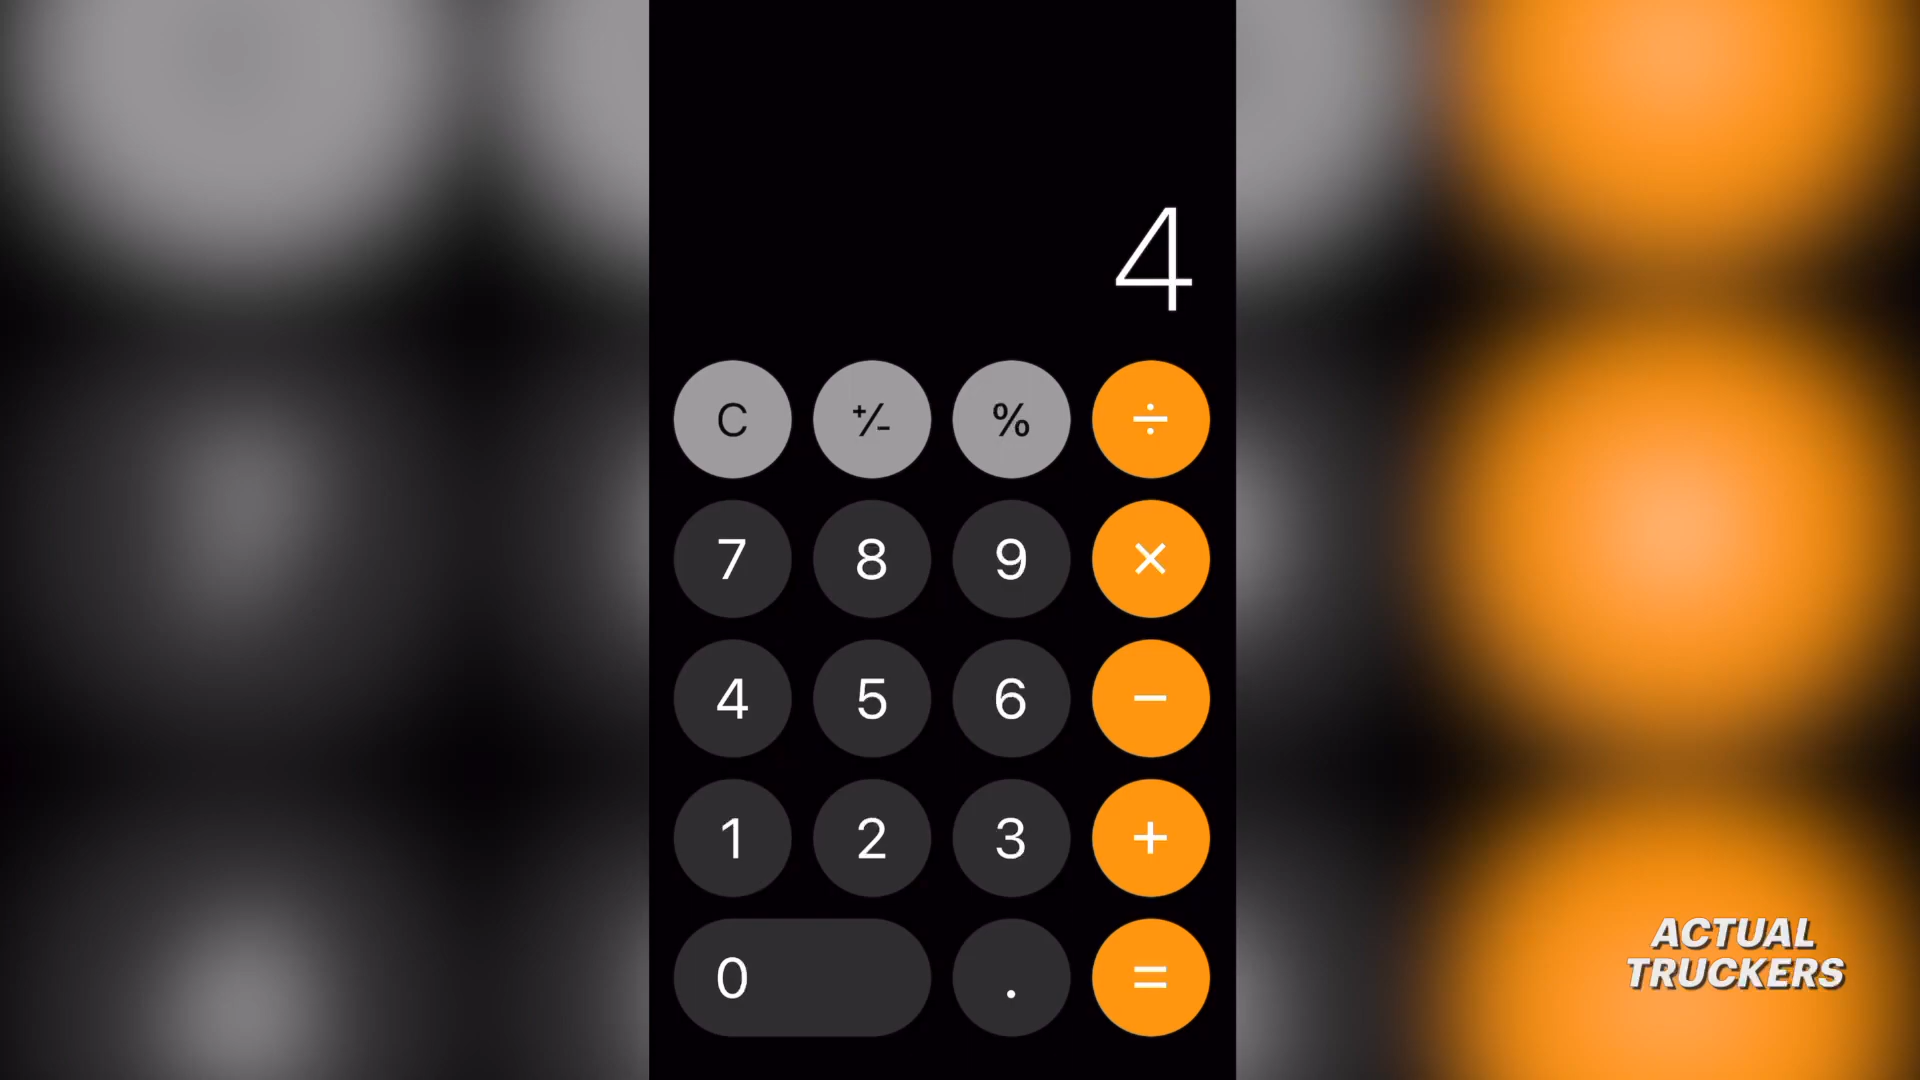 4
C +/- % ÷
7 8 9 ×
4 5 6 −
1 2 3 +
0 . =
ACTUAL
TRUCKERS